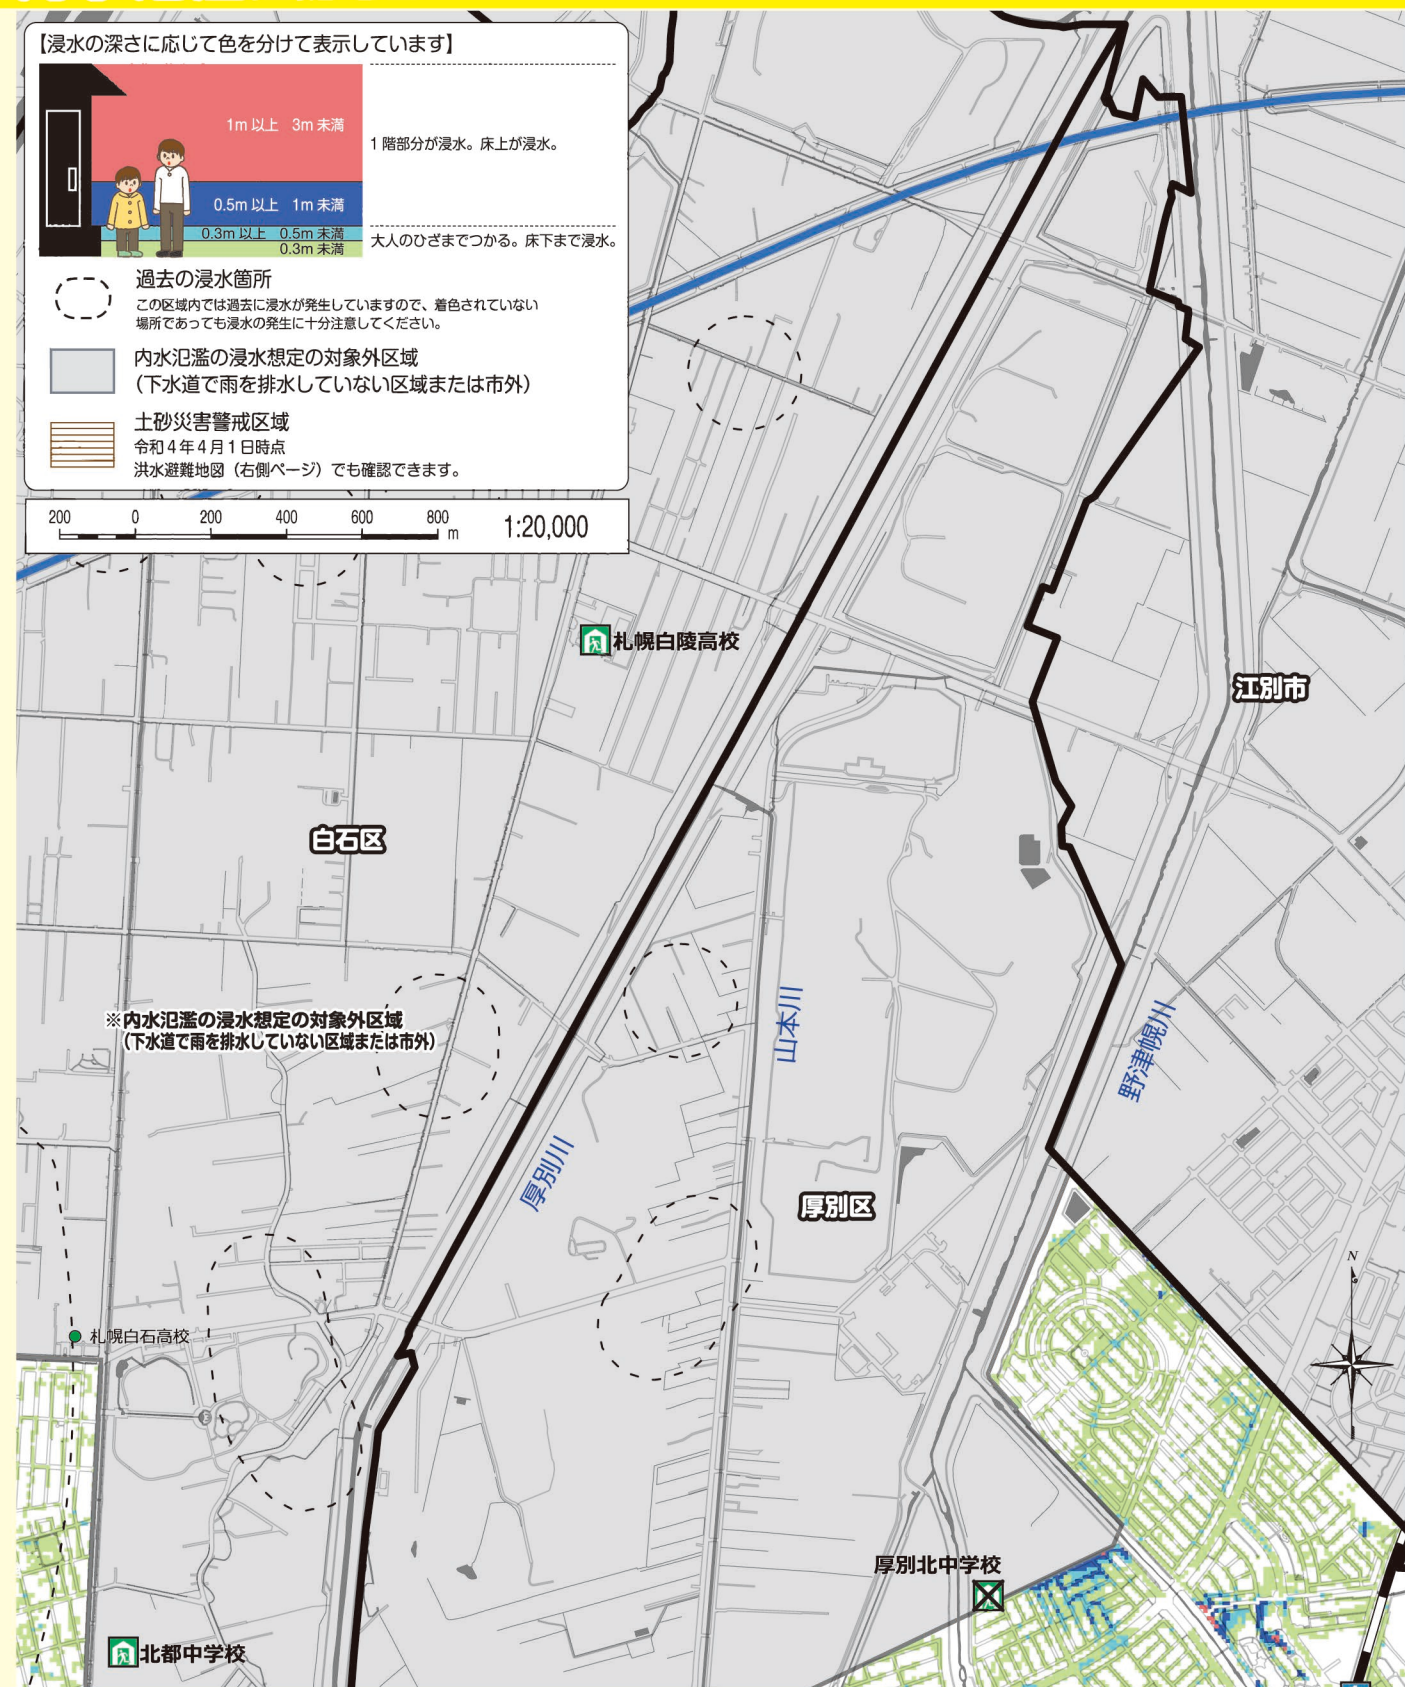 【浸水の深さに応じて色を分けて表示しています】
1m 以上 3m 未満
1 階部分が浸水。床上が浸水。
0.5m 以上 1m 未満
0.3m 以上 0.5m 未満
0.3m 未満
大人のひざまでつかる。床下まで浸水。
過去の浸水箇所
この区域内では過去に浸水が発生していますので、着色されていない
場所であっても浸水の発生に十分注意してください。
内水氾濫の浸水想定の対象外区域
(下水道で雨を排水していない区域または市外)
土砂災害警戒区域
令和4年4月1日時点
洪水避難地図（右側ページ）でも確認できます。
200 0 200 400 600 800 m
1:20,000
札幌白陵高校
江別市
白石区
※内水氾濫の浸水想定の対象外区域
(下水道で雨を排水していない区域または市外)
山本川
野津幌川
厚別川
厚別区
N
札幌白石高校
厚別北中学校
北都中学校